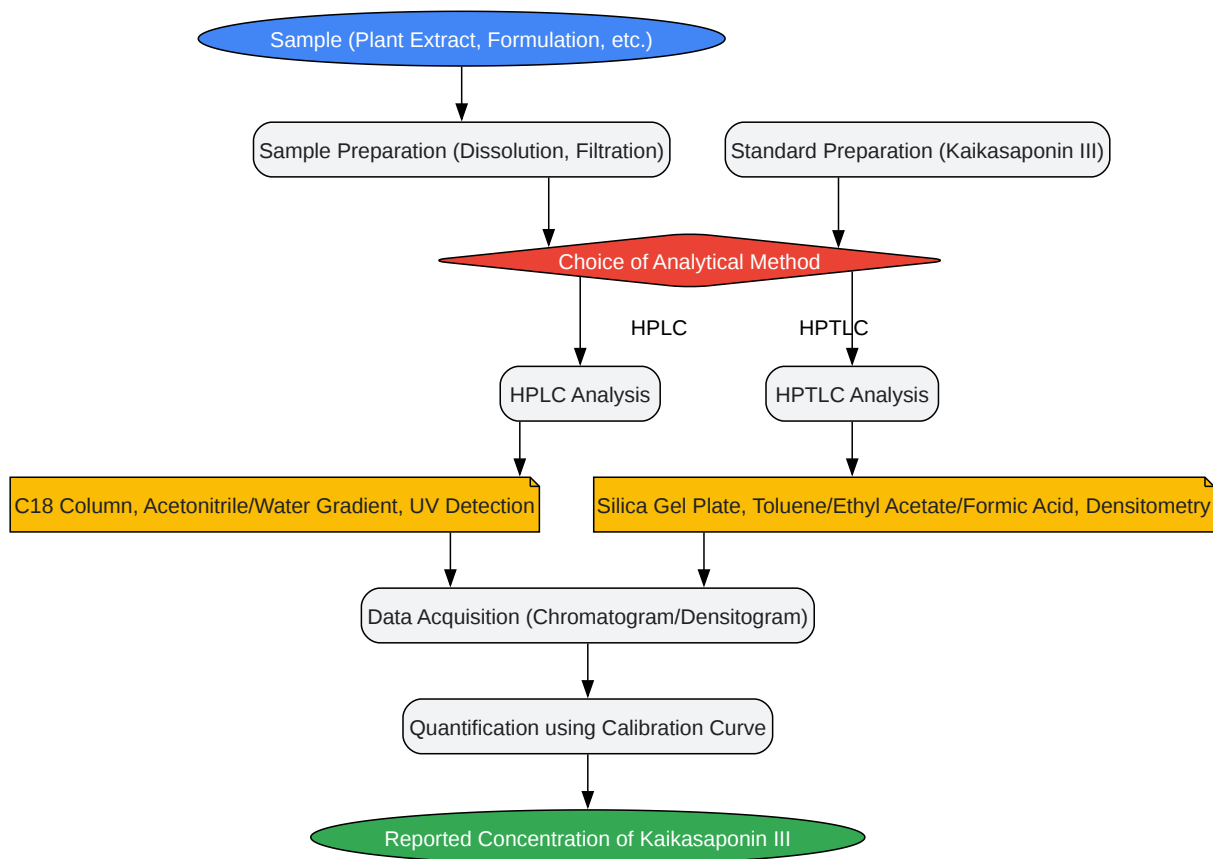 Sample (Plant Extract, Formulation, etc.)
Sample Preparation (Dissolution, Filtration)
Standard Preparation (Kaikasaponin III)
Choice of Analytical Method
HPLC
HPTLC
HPLC Analysis
HPTLC Analysis
C18 Column, Acetonitrile/Water Gradient, UV Detection
Silica Gel Plate, Toluene/Ethyl Acetate/Formic Acid, Densitometry
Data Acquisition (Chromatogram/Densitogram)
Quantification using Calibration Curve
Reported Concentration of Kaikasaponin III